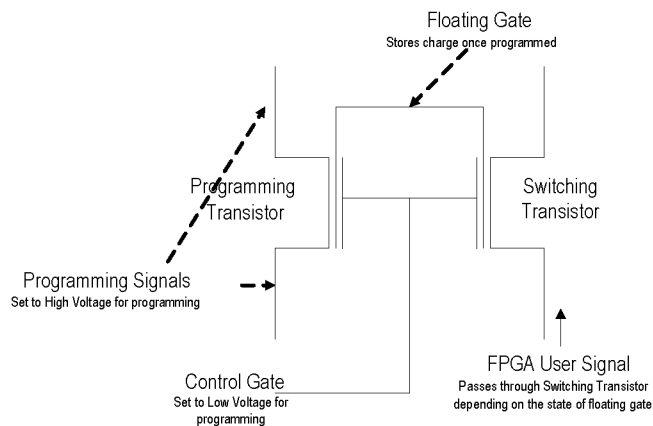 Floating Gate
Stores charge once programmed
Programming
Transistor
Switching
Transistor
Programming Signals
Set to High Voltage for programming
FPGA User Signal
Passes through Switching Transistor
depending on the state of floating gate
Control Gate
Set to Low Voltage for
programming